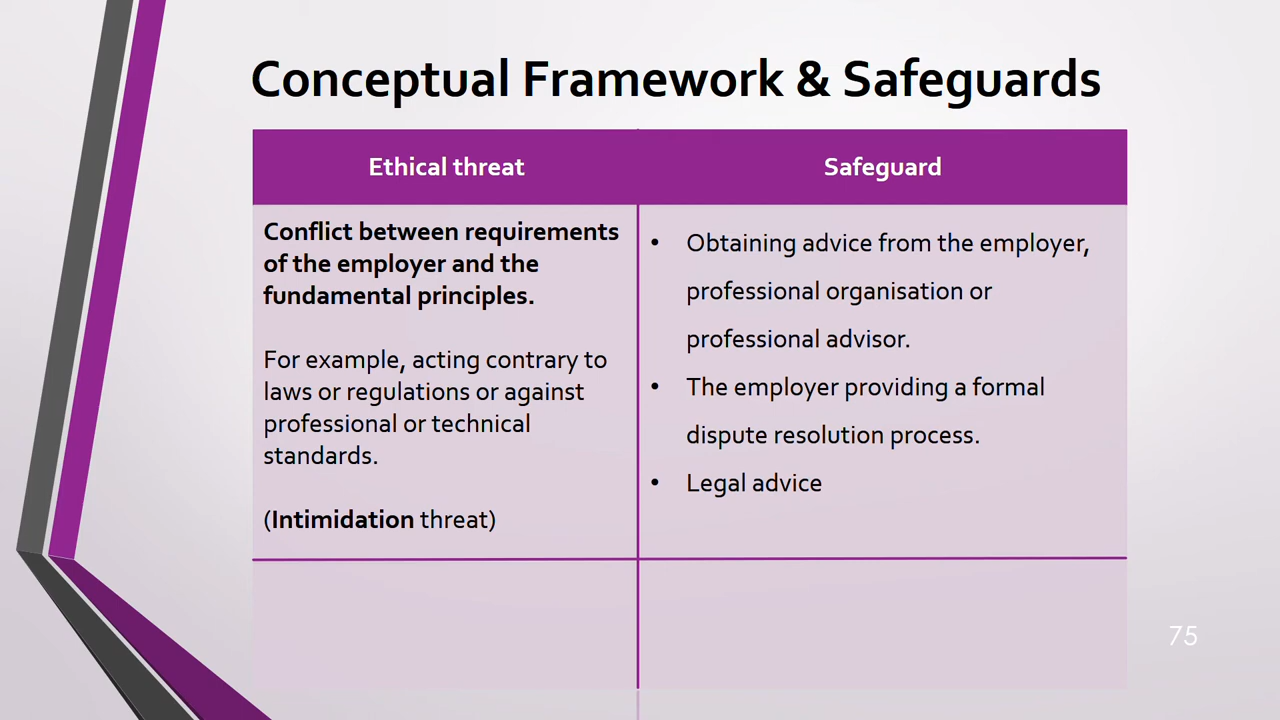 Conceptual Framework & Safeguards
Ethical threat
Safeguard
Conflict between requirements
of the employer and the
fundamental principles.
For example, acting contrary to
laws or regulations or against
professional or technical
standards.
(Intimidation threat)
• Obtaining advice from the employer,
professional organisation or
professional advisor.
• The employer providing a formal
dispute resolution process.
• Legal advice
75